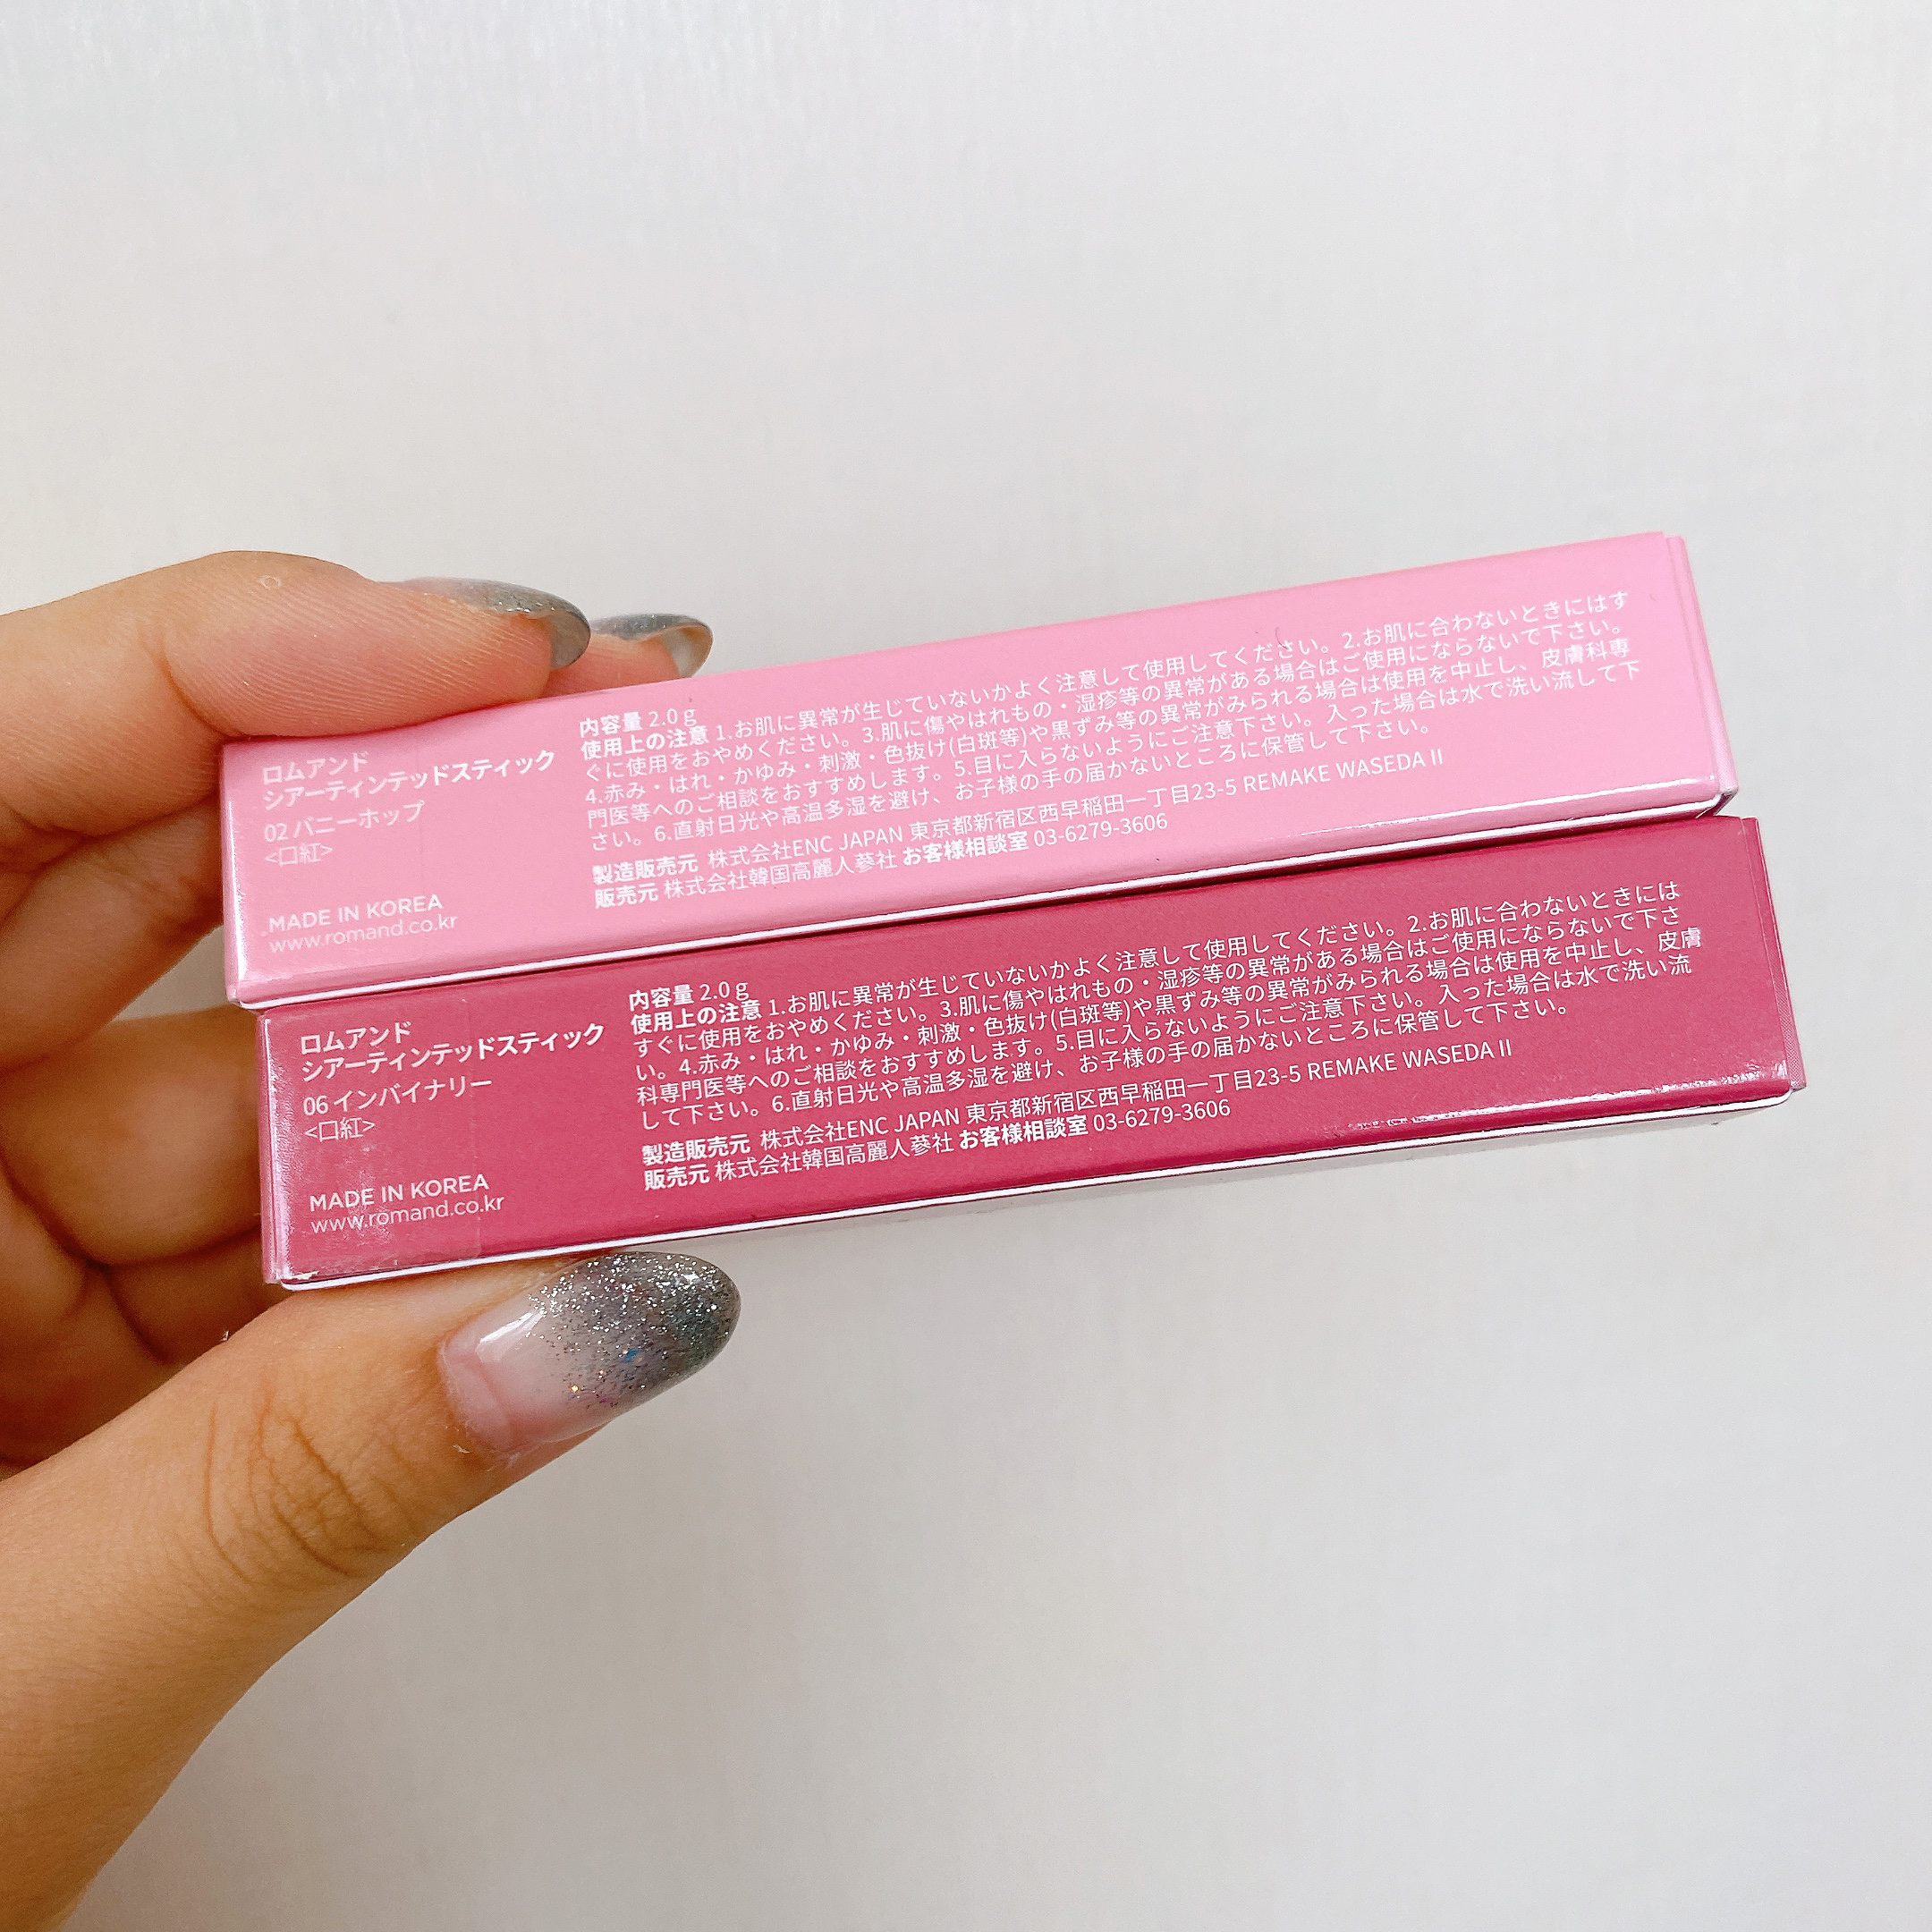 ロムアンド
シアーティンテッドスティック
02 バニーホップ
<口紅>
MADE IN KOREA
www.romand.co.kr
内容量 2.0 g
使用上の注意 1.お肌に異常が生じていないかよく注意して使用してください。2.お肌に合わないときにはす
ぐに使用をおやめください。3.肌に傷やはれもの・湿疹等の異常がある場合はご使用にならないで下さい。
4.赤み・はれ・かゆみ・刺激・色抜け(白斑等)や黒ずみ等の異常がみられる場合は使用を中止し、皮膚科専
門医等へのご相談をおすすめします。5.目に入らないようにご注意下さい。入った場合は水で洗い流して下
さい。6.直射日光や高温多湿を避け、お子様の手の届かないところに保管して下さい。
製造販売元 株式会社ENC JAPAN 東京都新宿区西早稲田一丁目23-5 REMAKE WASEDA II
販売元 株式会社韓国高麗人蔘社 お客様相談室 03-6279-3606
ロムアンド
シアーティンテッドスティック
06 インバイナリー
<口紅>
MADE IN KOREA
www.romand.co.kr
内容量 2.0 g
使用上の注意 1.お肌に異常が生じていないかよく注意して使用してください。2.お肌に合わないときには
すぐに使用をおやめください。3.肌に傷やはれもの・湿疹等の異常がある場合はご使用にならないで下さ
い。4.赤み・はれ・かゆみ・刺激・色抜け(白斑等)や黒ずみ等の異常がみられる場合は使用を中止し、皮膚
科専門医等へのご相談をおすすめします。5.目に入らないようにご注意下さい。入った場合は水で洗い流
して下さい。6.直射日光や高温多湿を避け、お子様の手の届かないところに保管して下さい。
製造販売元 株式会社ENC JAPAN 東京都新宿区西早稲田一丁目23-5 REMAKE WASEDA II
販売元 株式会社韓国高麗人蔘社 お客様相談室 03-6279-3606